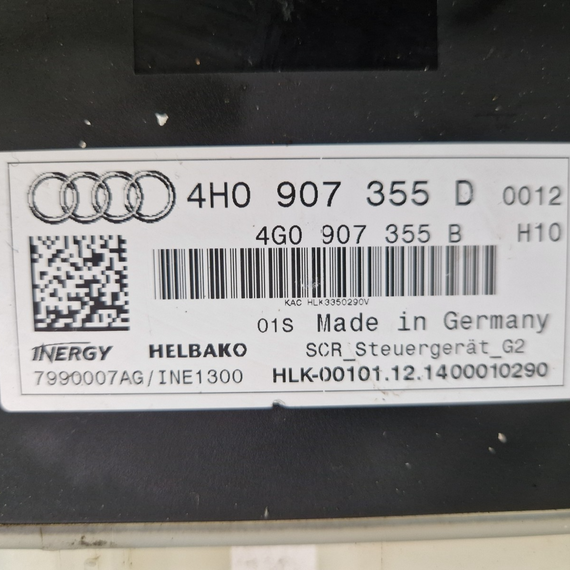 4H0 907 355 D 0012
4G0 907 355 B H10
KAC HLK3350290V
01S Made in Germany
INERGY HELBAKO SCR_Steuergerät_G2
7990007AG/INE1300 HLK-00101.12.1400010290